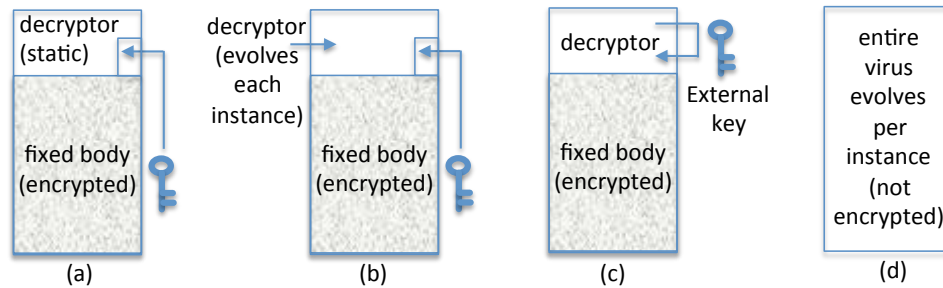 decryptor
(static)
fixed body
(encrypted)
(a)
decryptor
(evolves
each
instance)
fixed body
(encrypted)
(b)
decryptor
External
key
fixed body
(encrypted)
(c)
entire
virus
evolves
per
instance
(not
encrypted)
(d)